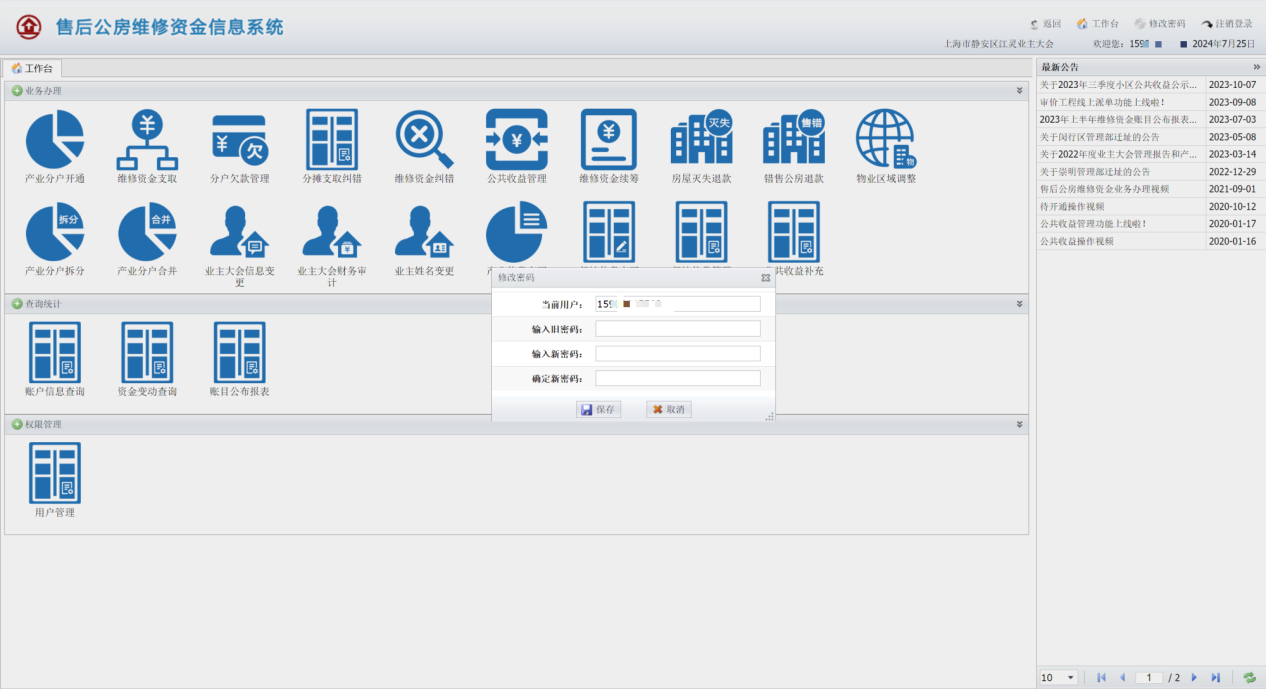 售后公房维修资金信息系统
返回 工作台 修改密码 注销登录
上海市静安区江灵业主大会 欢迎您: 159 2024年7月25日
工作台
业务办理
¥ ¥ 欠 ¥ ¥ 灾失 售错 物
产业分户开通 维修资金支取 分户欠款管理 分摊支取纠错 维修资金纠错 公共收益管理 维修资金续筹 房屋灭失退款 错售公房退款 物业区域调整
拆分 合并 ¥
产业分户拆分 产业分户合并 业主大会信息变更 业主大会财务审计 业主姓名变更 共收益补充
查询统计
账户信息查询 资金变动查询 账目公布报表
权限管理
用户管理
修改密码
当前用户: 159
输入旧密码:
输入新密码:
确定新密码:
保存 取消
最新公告
关于2023年三季度小区公共收益公示... 2023-10-07
审价工程线上派单功能上线啦! 2023-09-08
2023年上半年维修资金账目公布报表... 2023-07-03
关于闵行区管理部迁址的公告 2023-05-08
关于2022年度业主大会管理报告和产... 2023-03-14
关于崇明管理部迁址的公告 2022-12-29
售后公房维修资金业务办理视频 2021-09-01
待开通操作视频 2020-10-12
公共收益管理功能上线啦! 2020-01-17
公共收益操作视频 2020-01-16
10 1 / 2